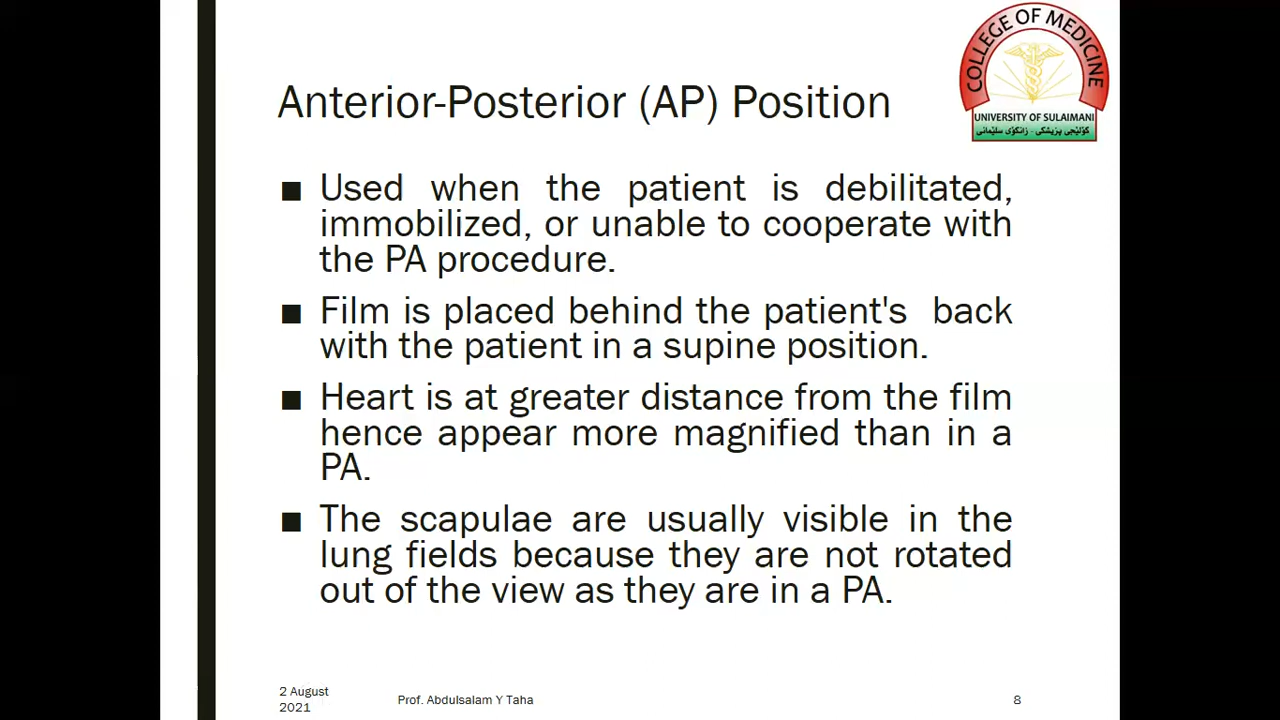 COLLEGE OF MEDICINE
UNIVERSITY OF SULAIMANI
كۆلێجی پزیشکی - زانکۆی سلێمانی
Anterior-Posterior (AP) Position
■ Used when the patient is debilitated,
immobilized, or unable to cooperate with
the PA procedure.
■ Film is placed behind the patient's back
with the patient in a supine position.
■ Heart is at greater distance from the film
hence appear more magnified than in a
PA.
■ The scapulae are usually visible in the
lung fields because they are not rotated
out of the view as they are in a PA.
2 August
2021
Prof. Abdulsalam Y Taha
8